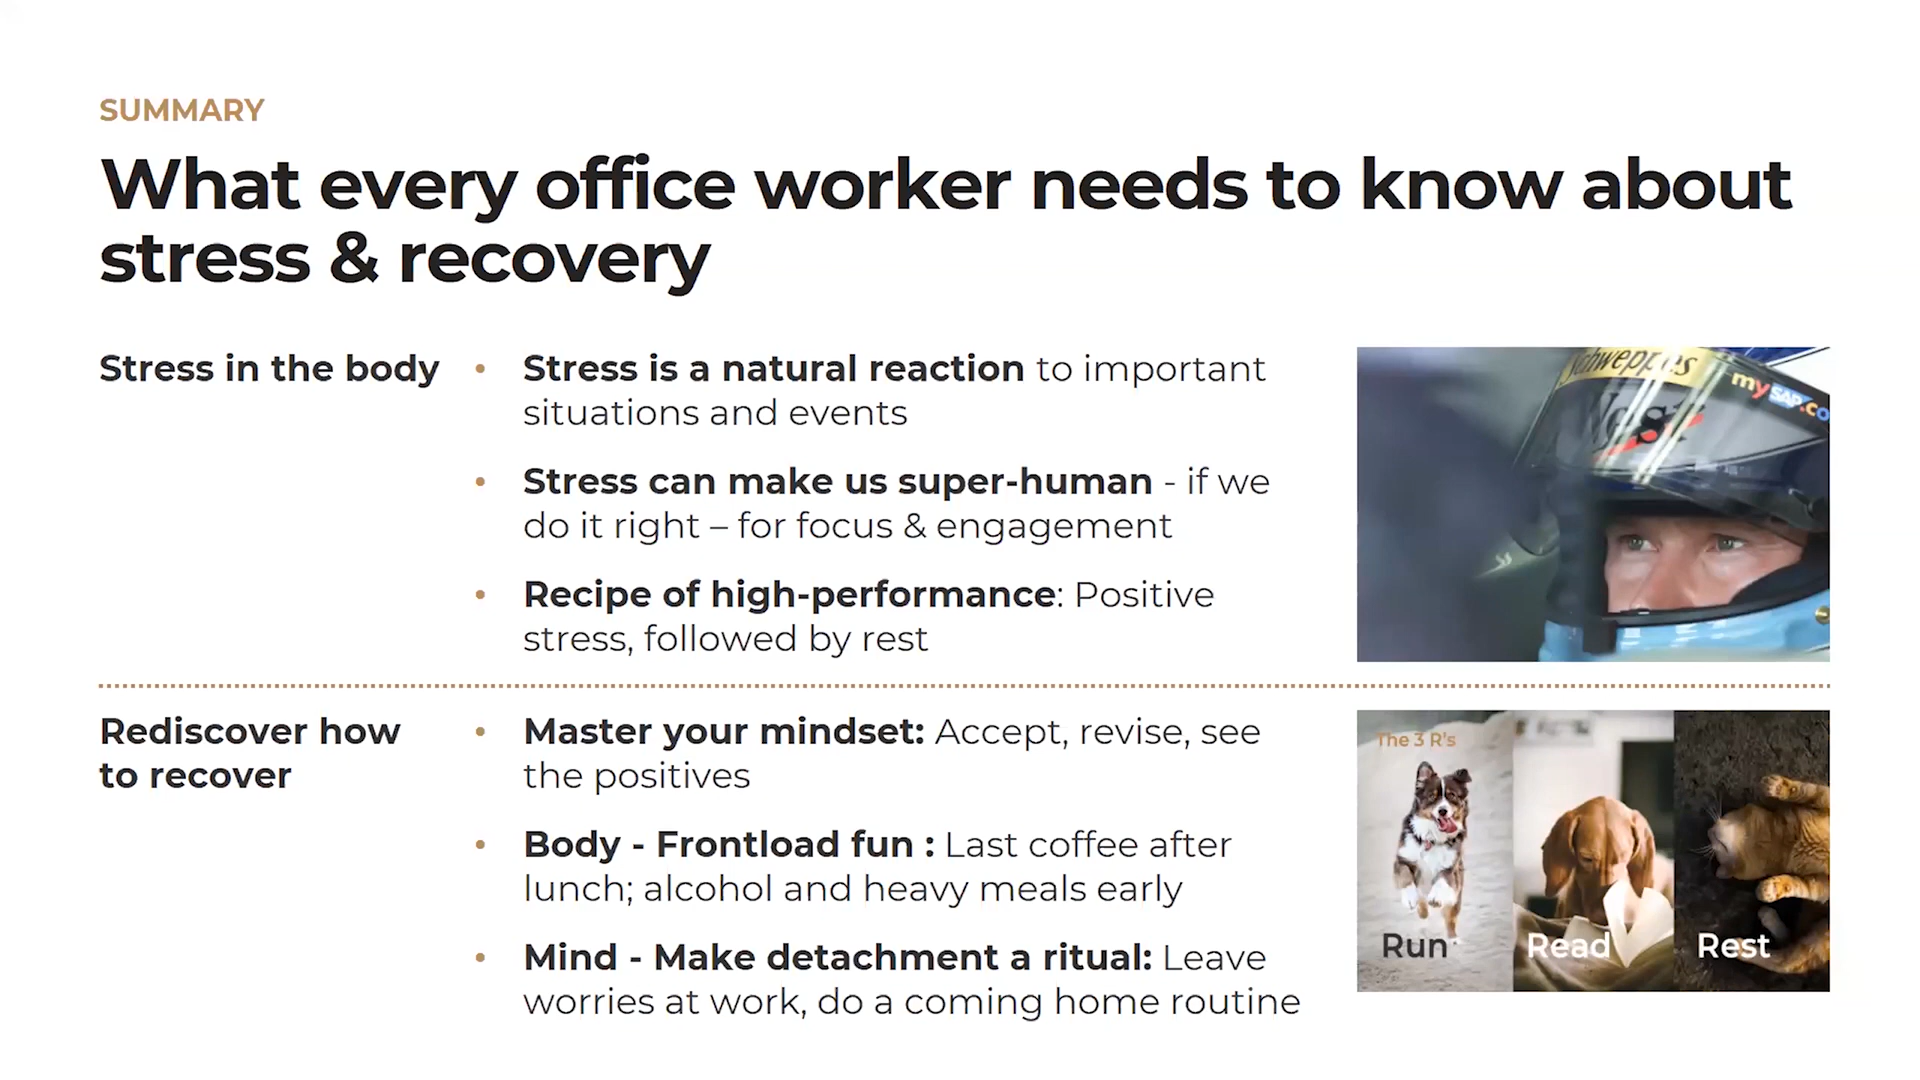 SUMMARY
What every office worker needs to know about
stress & recovery
Stress in the body
• Stress is a natural reaction to important
situations and events
• Stress can make us super-human - if we
do it right – for focus & engagement
• Recipe of high-performance: Positive
stress, followed by rest
Schweppes
West
mySAP.co
Rediscover how
to recover
• Master your mindset: Accept, revise, see
the positives
• Body - Frontload fun : Last coffee after
lunch; alcohol and heavy meals early
• Mind - Make detachment a ritual: Leave
worries at work, do a coming home routine
The 3 R's
Run
Read
Rest